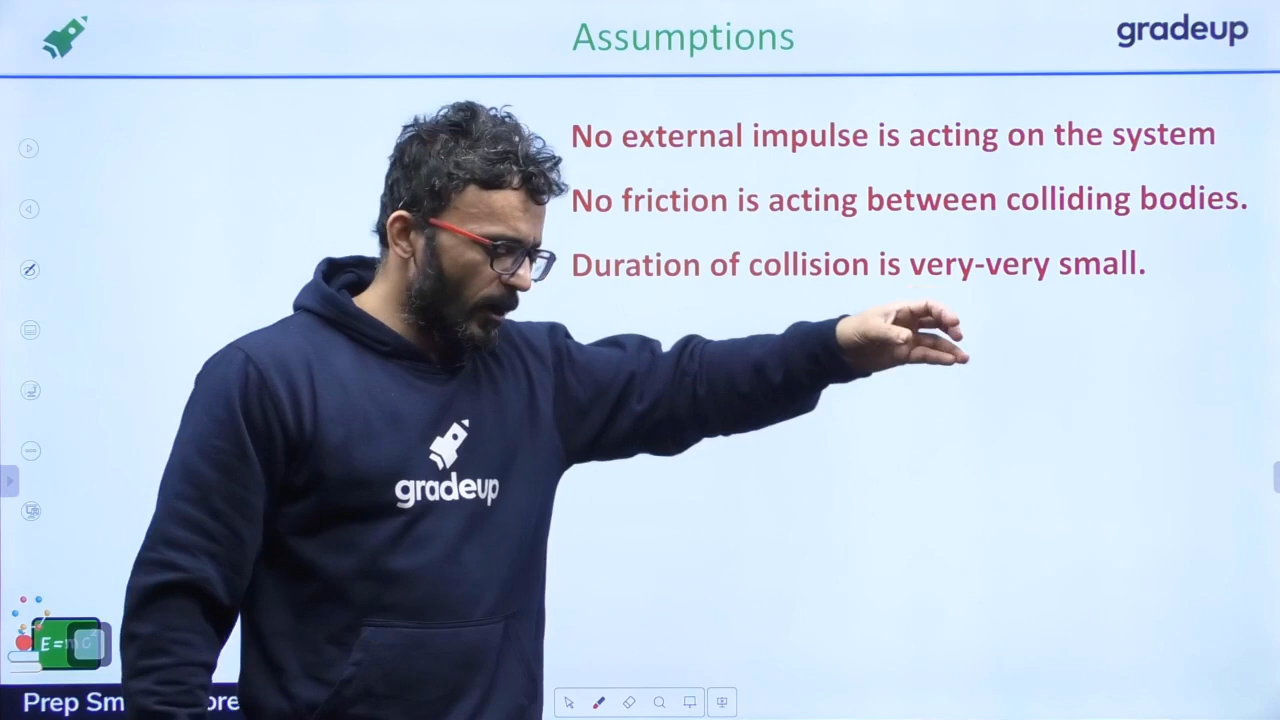 Assumptions
gradeup
No external impulse is acting on the system
No friction is acting between colliding bodies.
Duration of collision is very-very small.
gradeup
E=mc²
Prep Sm